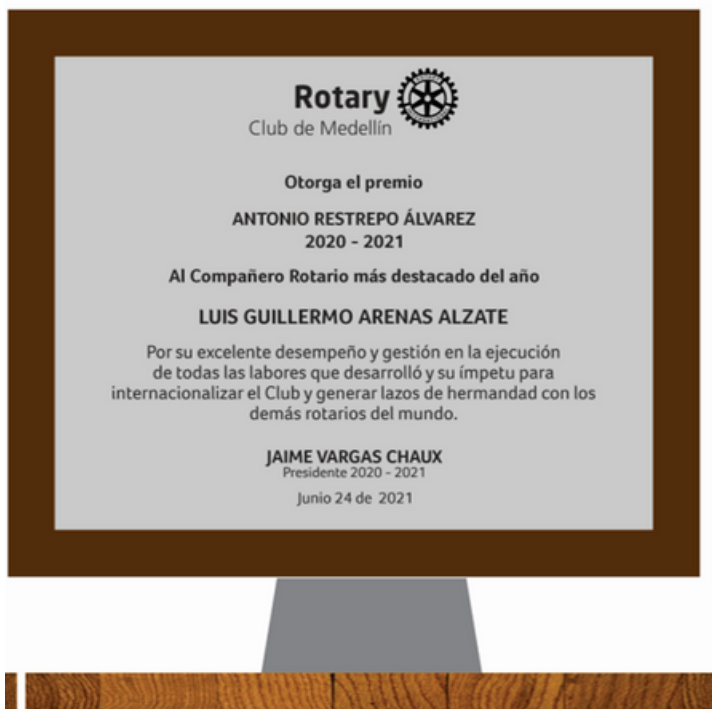 Rotary
Club de Medellín
Otorga el premio
ANTONIO RESTREPO ÁLVAREZ
2020 - 2021
Al Compañero Rotario más destacado del año
LUIS GUILLERMO ARENAS ALZATE
Por su excelente desempeño y gestión en la ejecución
de todas las labores que desarrolló y su ímpetu para
internacionalizar el Club y generar lazos de hermandad con los
demás rotarios del mundo.
JAIME VARGAS CHAUX
Presidente 2020 - 2021
Junio 24 de 2021